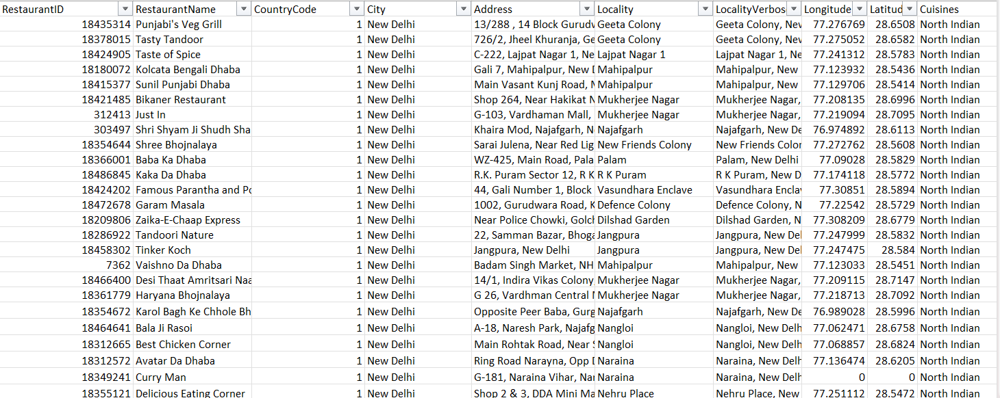 RestaurantID RestaurantName CountryCode City Address Locality LocalityVerbos Longitude Latitud Cuisines
18435314 Punjabi's Veg Grill 1 New Delhi 13/288 , 14 Block Gurudw Geeta Colony Geeta Colony, New 77.276769 28.6508 North Indian
18378015 Tasty Tandoor 1 New Delhi 726/2, Jheel Khuranja, Ge Geeta Colony Geeta Colony, New 77.275052 28.6582 North Indian
18424905 Taste of Spice 1 New Delhi C-222, Lajpat Nagar 1, Ne Lajpat Nagar 1 Lajpat Nagar 1, Ne 77.241312 28.5783 North Indian
18180072 Kolcata Bengali Dhaba 1 New Delhi Gali 7, Mahipalpur, New Mahipalpur Mahipalpur, New 77.123932 28.5436 North Indian
18415377 Sunil Punjabi Dhaba 1 New Delhi Main Vasant Kunj Road, Mahipalpur Mahipalpur, New 77.129706 28.5414 North Indian
18421485 Bikaner Restaurant 1 New Delhi Shop 264, Near Hakikat Mukherjee Nagar Mukherjee Nagar, 77.208135 28.6996 North Indian
312413 Just In 1 New Delhi G-103, Vardhaman Mall, Mukherjee Nagar Mukherjee Nagar, 77.219094 28.7095 North Indian
303497 Shri Shyam Ji Shudh Sha 1 New Delhi Khaira Mod, Najafgarh, N Najafgarh Najafgarh, New De 76.974892 28.6113 North Indian
18354644 Shree Bhojnalaya 1 New Delhi Sarai Julena, Near Red Lig New Friends Colony New Friends Color 77.272762 28.5608 North Indian
18366001 Baba Ka Dhaba 1 New Delhi WZ-425, Main Road, Pala Palam Palam, New Delhi 77.09028 28.5829 North Indian
18486845 Kaka Da Dhaba 1 New Delhi R.K. Puram Sector 12, R K R K Puram R K Puram, New D 77.174118 28.5772 North Indian
18424202 Famous Parantha and Po 1 New Delhi 44, Gali Number 1, Block Vasundhara Enclave Vasundhara Encla 77.30851 28.5894 North Indian
18472678 Garam Masala 1 New Delhi 1002, Gurudwara Road, K Defence Colony Defence Colony, N 77.22542 28.5729 North Indian
18209806 Zaika-E-Chaap Express 1 New Delhi Near Police Chowki, Golch Dilshad Garden Dilshad Garden, N 77.308209 28.6779 North Indian
18286922 Tandoori Nature 1 New Delhi 22, Samman Bazar, Bhoga Jangpura Jangpura, New Del 77.247999 28.5832 North Indian
18458302 Tinker Koch 1 New Delhi Jangpura, New Delhi Jangpura Jangpura, New Del 77.247475 28.584 North Indian
7362 Vaishno Da Dhaba 1 New Delhi Badam Singh Market, NH Mahipalpur Mahipalpur, New 77.123033 28.5451 North Indian
18466400 Desi Thaat Amritsari Naa 1 New Delhi 14/1, Indira Vikas Colony Mukherjee Nagar Mukherjee Nagar, 77.209115 28.7147 North Indian
18361779 Haryana Bhojnalaya 1 New Delhi G 26, Vardhman Central Mukherjee Nagar Mukherjee Nagar, 77.218713 28.7092 North Indian
18354672 Karol Bagh Ke Chhole Bh 1 New Delhi Opposite Peer Baba, Gurg Najafgarh Najafgarh, New De 76.989028 28.5996 North Indian
18464641 Bala Ji Rasoi 1 New Delhi A-18, Naresh Park, Najafg Nangloi Nangloi, New Delh 77.062471 28.6758 North Indian
18312665 Best Chicken Corner 1 New Delhi Main Rohtak Road, Near S Nangloi Nangloi, New Delh 77.068857 28.6824 North Indian
18312572 Avatar Da Dhaba 1 New Delhi Ring Road Narayna, Opp Naraina Naraina, New Delh 77.136474 28.6205 North Indian
18349241 Curry Man 1 New Delhi G-181, Naraina Vihar, Nar Naraina Naraina, New Delh 0 0 North Indian
18355121 Delicious Eating Corner 1 New Delhi Shop 2 & 3, DDA Mini Ma Nehru Place Nehru Place, New 77.251112 28.5472 North Indian